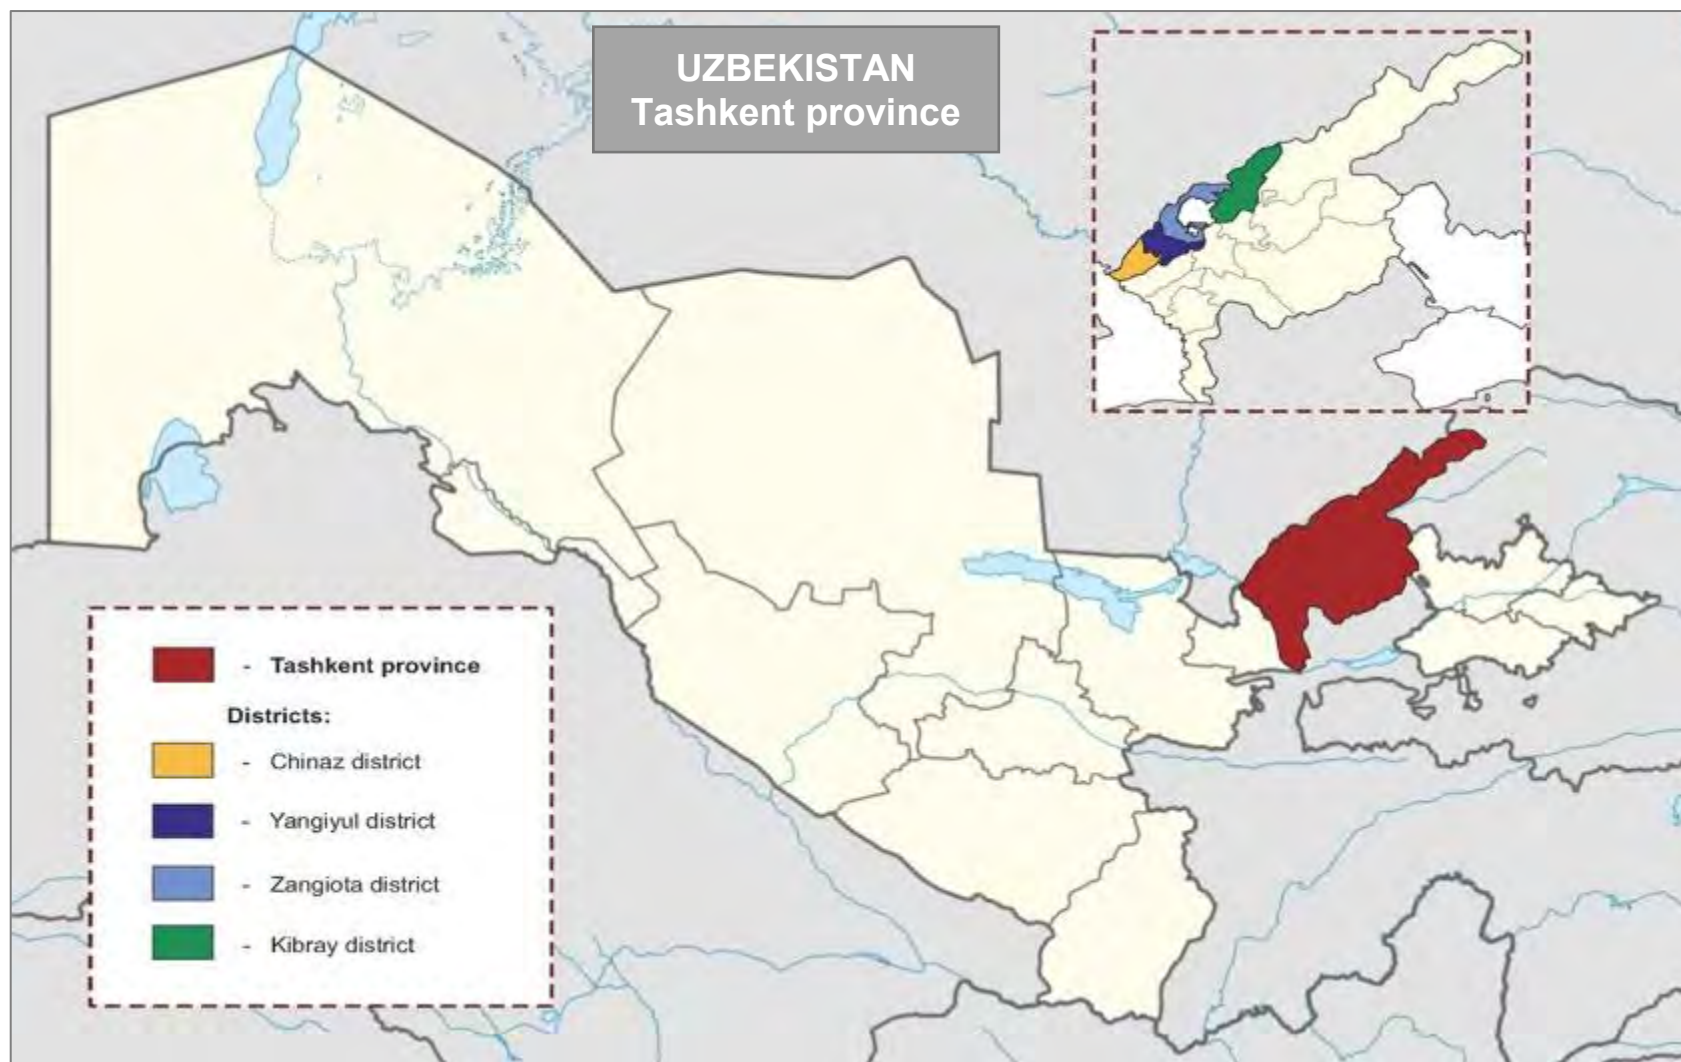 UZBEKISTAN
Tashkent province
- Tashkent province
Districts:
- Chinaz district
- Yangiyul district
- Zangiota district
- Kibray district